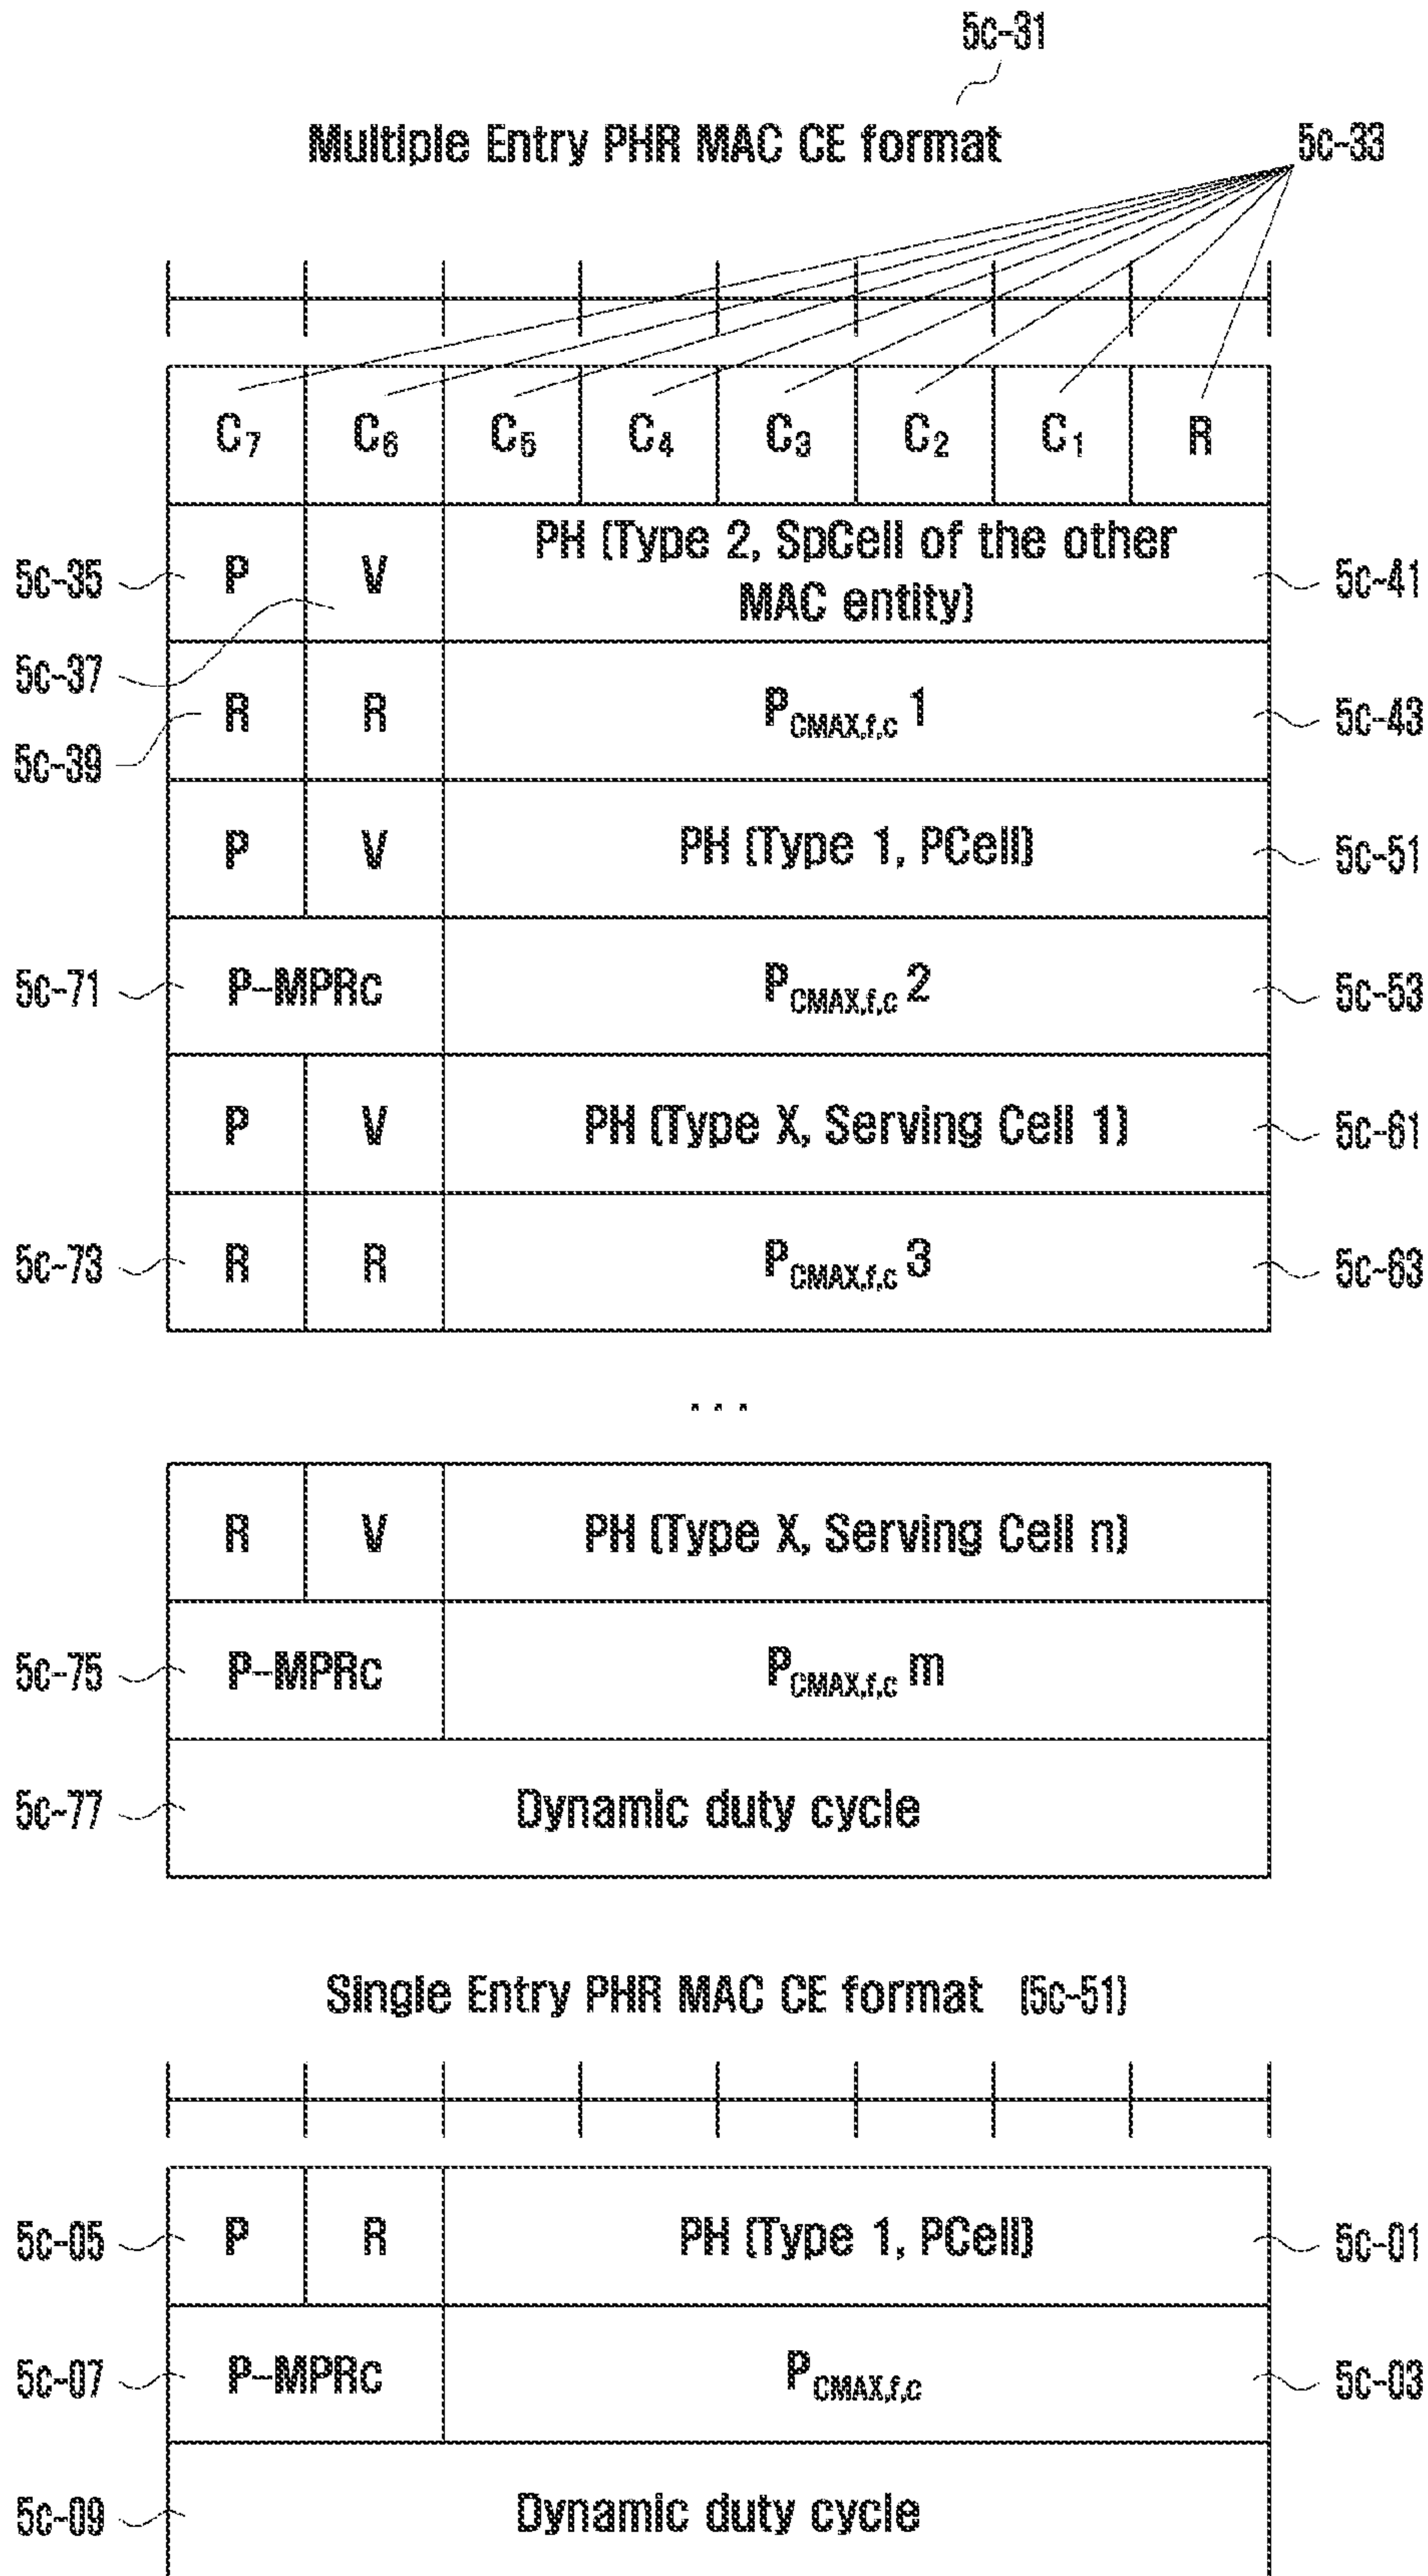 5c-31
Multiple Entry PHR MAC CE format
5c-33
C7 C6 C5 C4 C3 C2 C1 R
5c-35 P V PH (Type 2, SpCell of the other MAC entity) 5c-41
5c-37
5c-39 R R PCMAX,f,c 1 5c-43
P V PH (Type 1, PCell) 5c-51
5c-71 P-MPRc PCMAX,f,c 2 5c-53
P V PH (Type X, Serving Cell 1) 5c-61
5c-73 R R PCMAX,f,c 3 5c-63
...
R V PH (Type X, Serving Cell n)
5c-75 P-MPRc PCMAX,f,c m
5c-77 Dynamic duty cycle
Single Entry PHR MAC CE format (5c-51)
5c-05 P R PH (Type 1, PCell) 5c-01
5c-07 P-MPRc PCMAX,f,c 5c-03
5c-09 Dynamic duty cycle